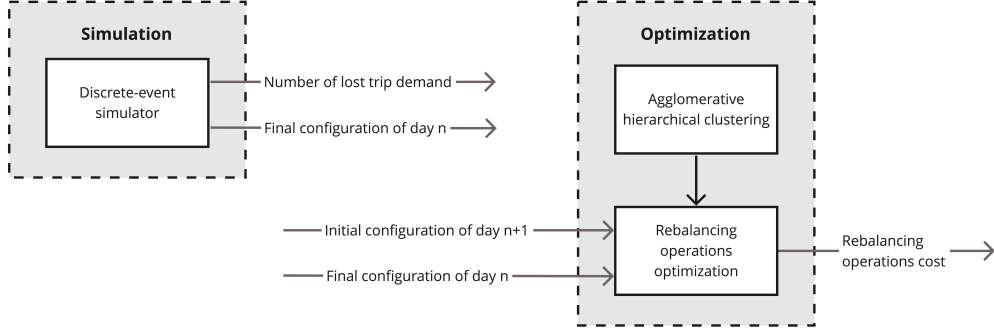 Simulation
Discrete-event
simulator
Number of lost trip demand
Final configuration of day n
Optimization
Agglomerative
hierarchical clustering
Initial configuration of day n+1
Final configuration of day n
Rebalancing
operations
optimization
Rebalancing
operations cost